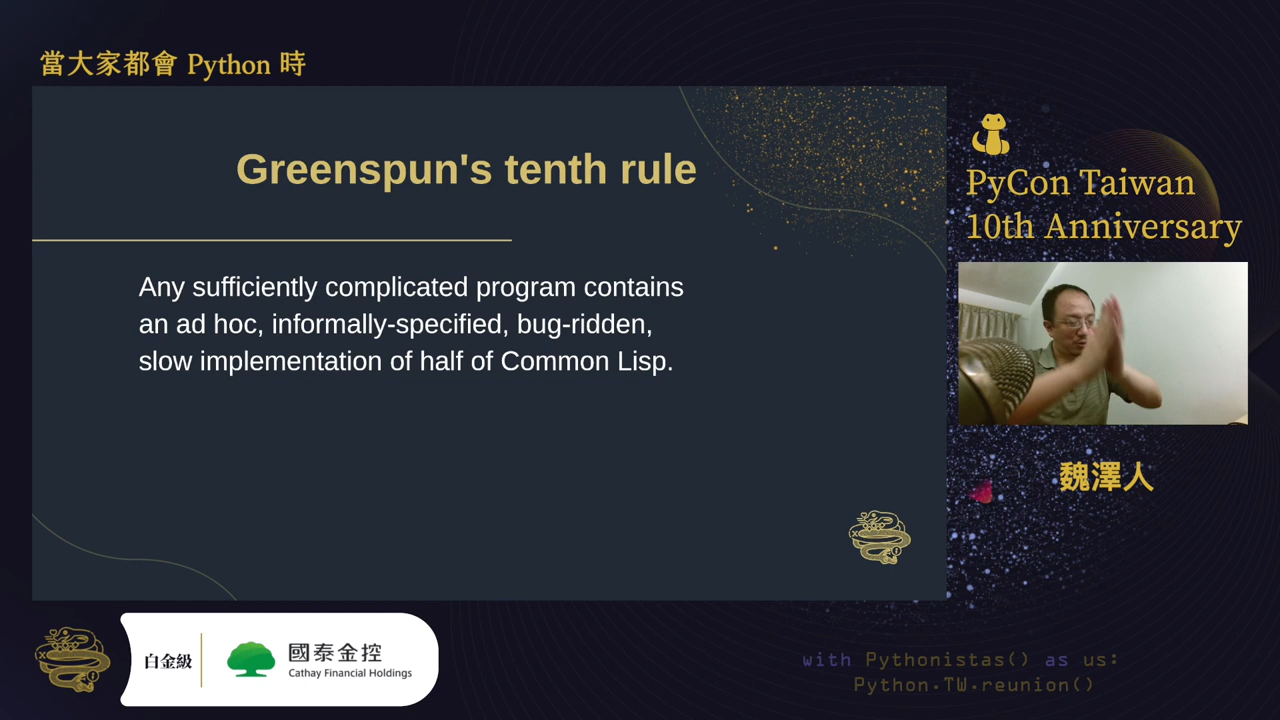 當大家都會 Python 時
Greenspun's tenth rule
Any sufficiently complicated program contains
an ad hoc, informally-specified, bug-ridden,
slow implementation of half of Common Lisp.
PyCon Taiwan
10th Anniversary
魏澤人
白金級
國泰金控
Cathay Financial Holdings
with Pythonistas() as us:
Python.TW.reunion()